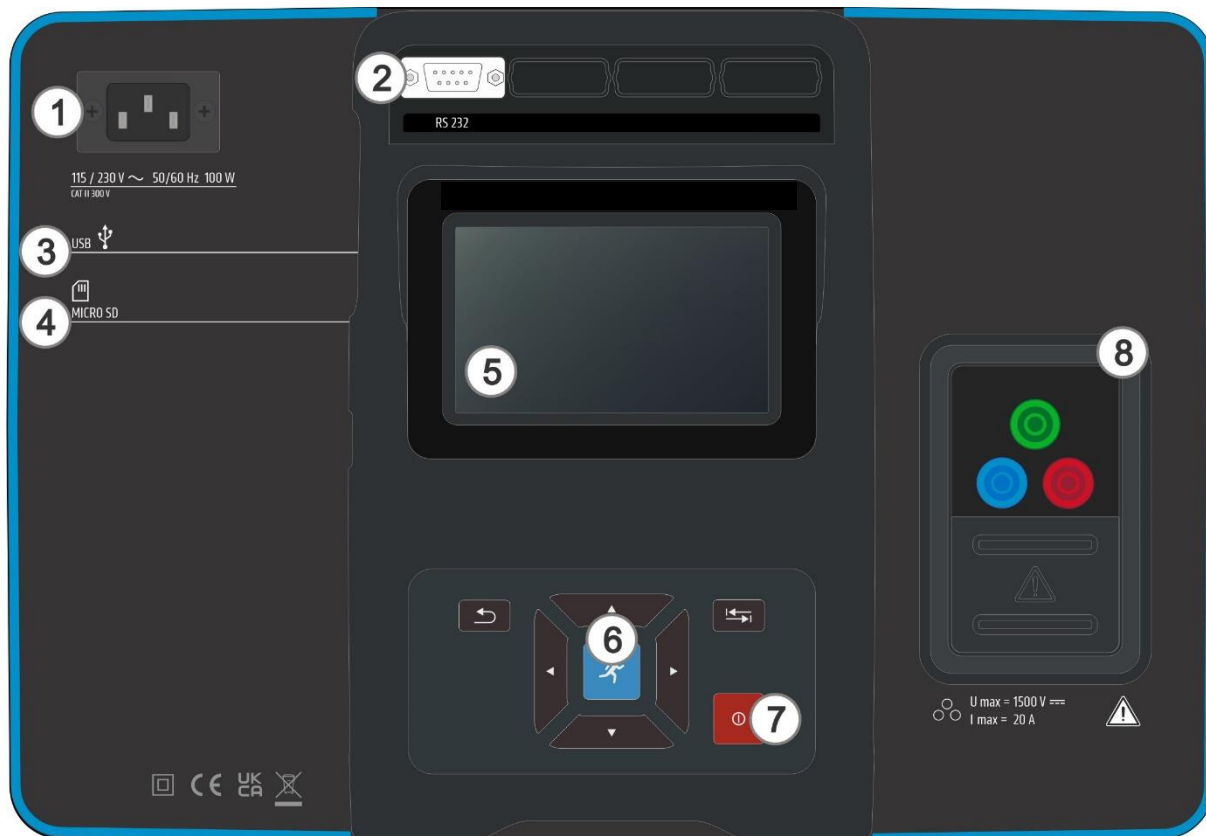 1
2
RS 232
115 / 230 V ～ 50/60 Hz 100 W
CAT II 300 V
3
USB
4
MICRO SD
5
6
7
8
U max = 1500 V ⎓
I max = 20 A
CE
UK
CA